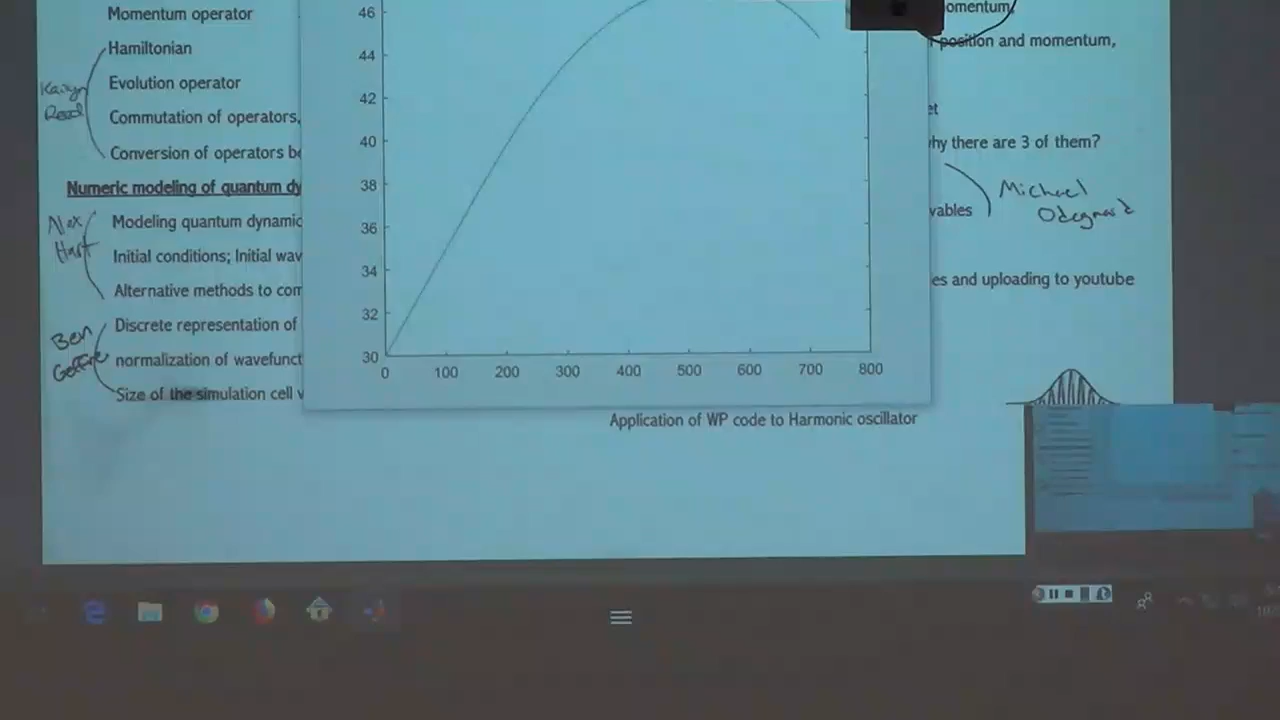 Momentum operator
Hamiltonian
Evolution operator
Commutation of operators,
Conversion of operators be
Numeric modeling of quantum dy
Modeling quantum dynamic
Initial conditions; Initial wav
Alternative methods to com
Discrete representation of
normalization of wavefunct
Size of the simulation cell v
Hart
Ben
46
44
42
40
38
36
34
32
30
0 100 200 300 400 500 600 700 800
Application of WP code to Harmonic oscillator
omentum,
position and momentum,
et
hy there are 3 of them?
vables
Michael
es and uploading to youtube